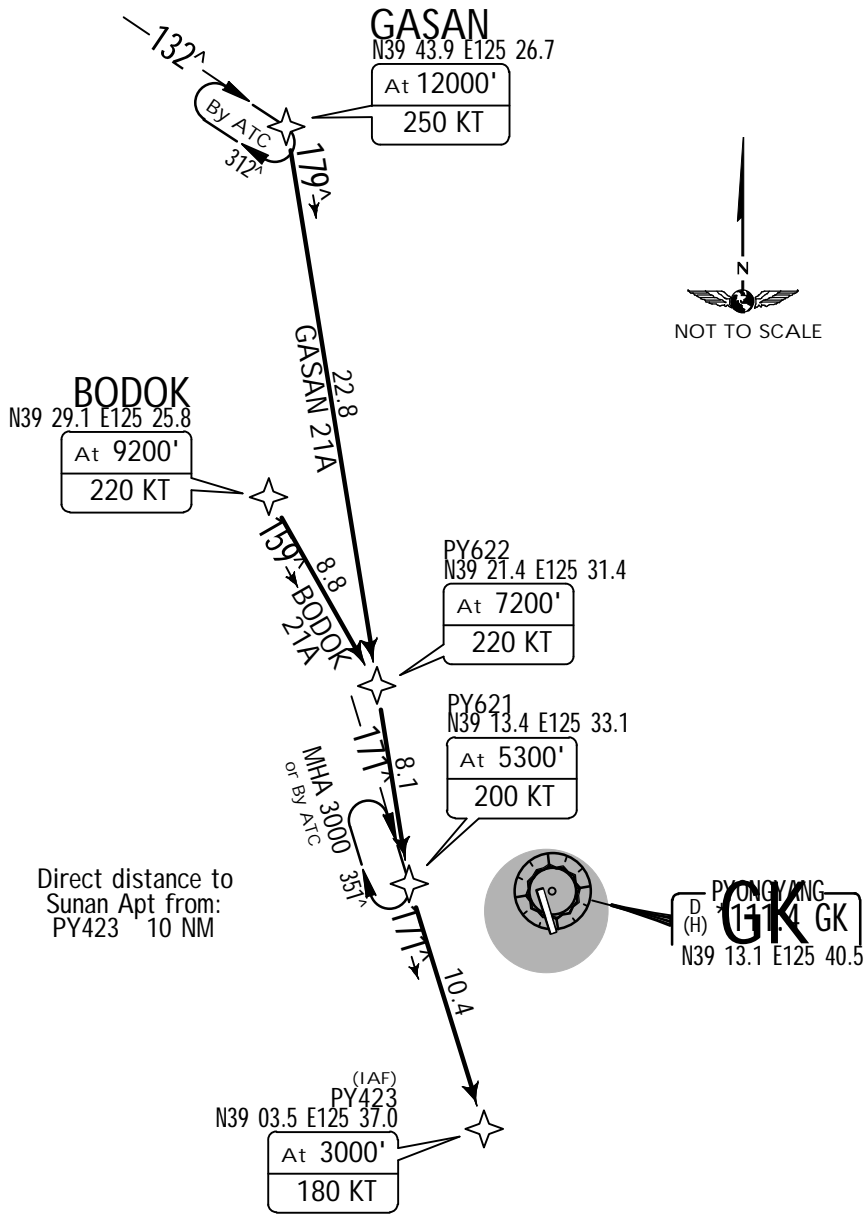 GASAN
N39 43.9 E125 26.7
At 12000'
250 KT
132^
By ATC
312^
179^
N
NOT TO SCALE
GASAN 21A
22.8
BODOK
N39 29.1 E125 25.8
At 9200'
220 KT
159^
8.8
BODOK
21A
PY622
N39 21.4 E125 31.4
At 7200'
220 KT
PY621
N39 13.4 E125 33.1
At 5300'
200 KT
171^
8.1
MHA 3000
or By ATC
351^
Direct distance to
Sunan Apt from:
PY423 10 NM
171^
10.4
PYONGYANG
D
(H)
*111.4 GK
GK
N39 13.1 E125 40.5
(IAF)
PY423
N39 03.5 E125 37.0
At 3000'
180 KT